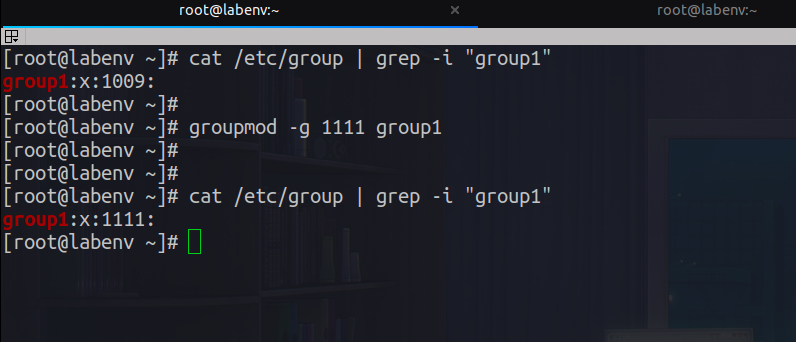 root@labenv:~ × root@labenv:~
[root@labenv ~]# cat /etc/group | grep -i "group1"
group1:x:1009:
[root@labenv ~]#
[root@labenv ~]# groupmod -g 1111 group1
[root@labenv ~]#
[root@labenv ~]#
[root@labenv ~]# cat /etc/group | grep -i "group1"
group1:x:1111:
[root@labenv ~]#